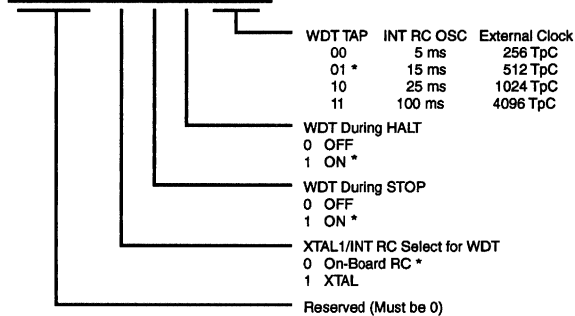 WDT TAP INT RC OSC External Clock
00 5 ms 256 TpC
01 * 15 ms 512 TpC
10 25 ms 1024 TpC
11 100 ms 4096 TpC
WDT During HALT
0 OFF
1 ON *
WDT During STOP
0 OFF
1 ON *
XTAL1/INT RC Select for WDT
0 On-Board RC *
1 XTAL
Reserved (Must be 0)